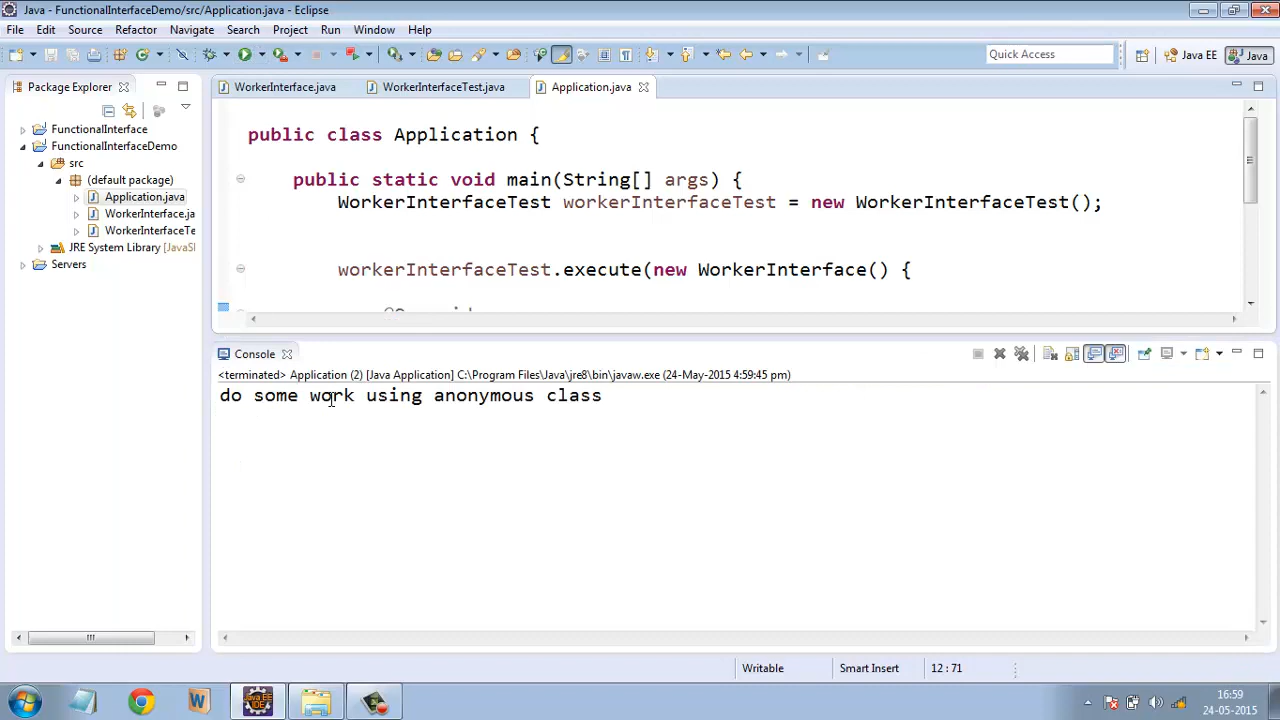 Java - FunctionalInterfaceDemo/src/Application.java - Eclipse
File Edit Source Refactor Navigate Search Project Run Window Help
Quick Access
Java EE
Java
Package Explorer
WorkerInterface.java
WorkerInterfaceTest.java
Application.java
FunctionalInterface
FunctionalInterfaceDemo
src
(default package)
Application.java
WorkerInterface.ja
WorkerInterfaceTe
JRE System Library [JavaS
Servers
public class Application {
public static void main(String[] args) {
WorkerInterfaceTest workerInterfaceTest = new WorkerInterfaceTest();
workerInterfaceTest.execute(new WorkerInterface() {
@Override
Console
<terminated> Application (2) [Java Application] C:\Program Files\Java\jre8\bin\javaw.exe (24-May-2015 4:59:45 pm)
do some work using anonymous class
Writable
Smart Insert
12 : 71
Java EE
IDE
16:59
24-05-2015